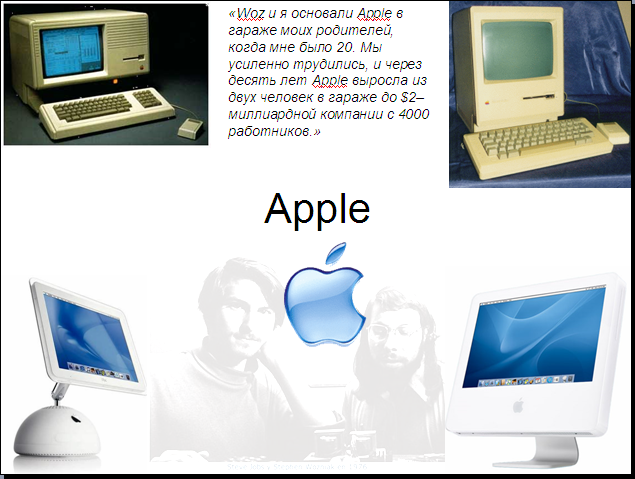 «Woz и я основали Apple в
гараже моих родителей,
когда мне было 20. Мы
усиленно трудились, и через
десять лет Apple выросла из
двух человек в гараже до $2–
миллиардной компании с 4000
работников.»
Apple